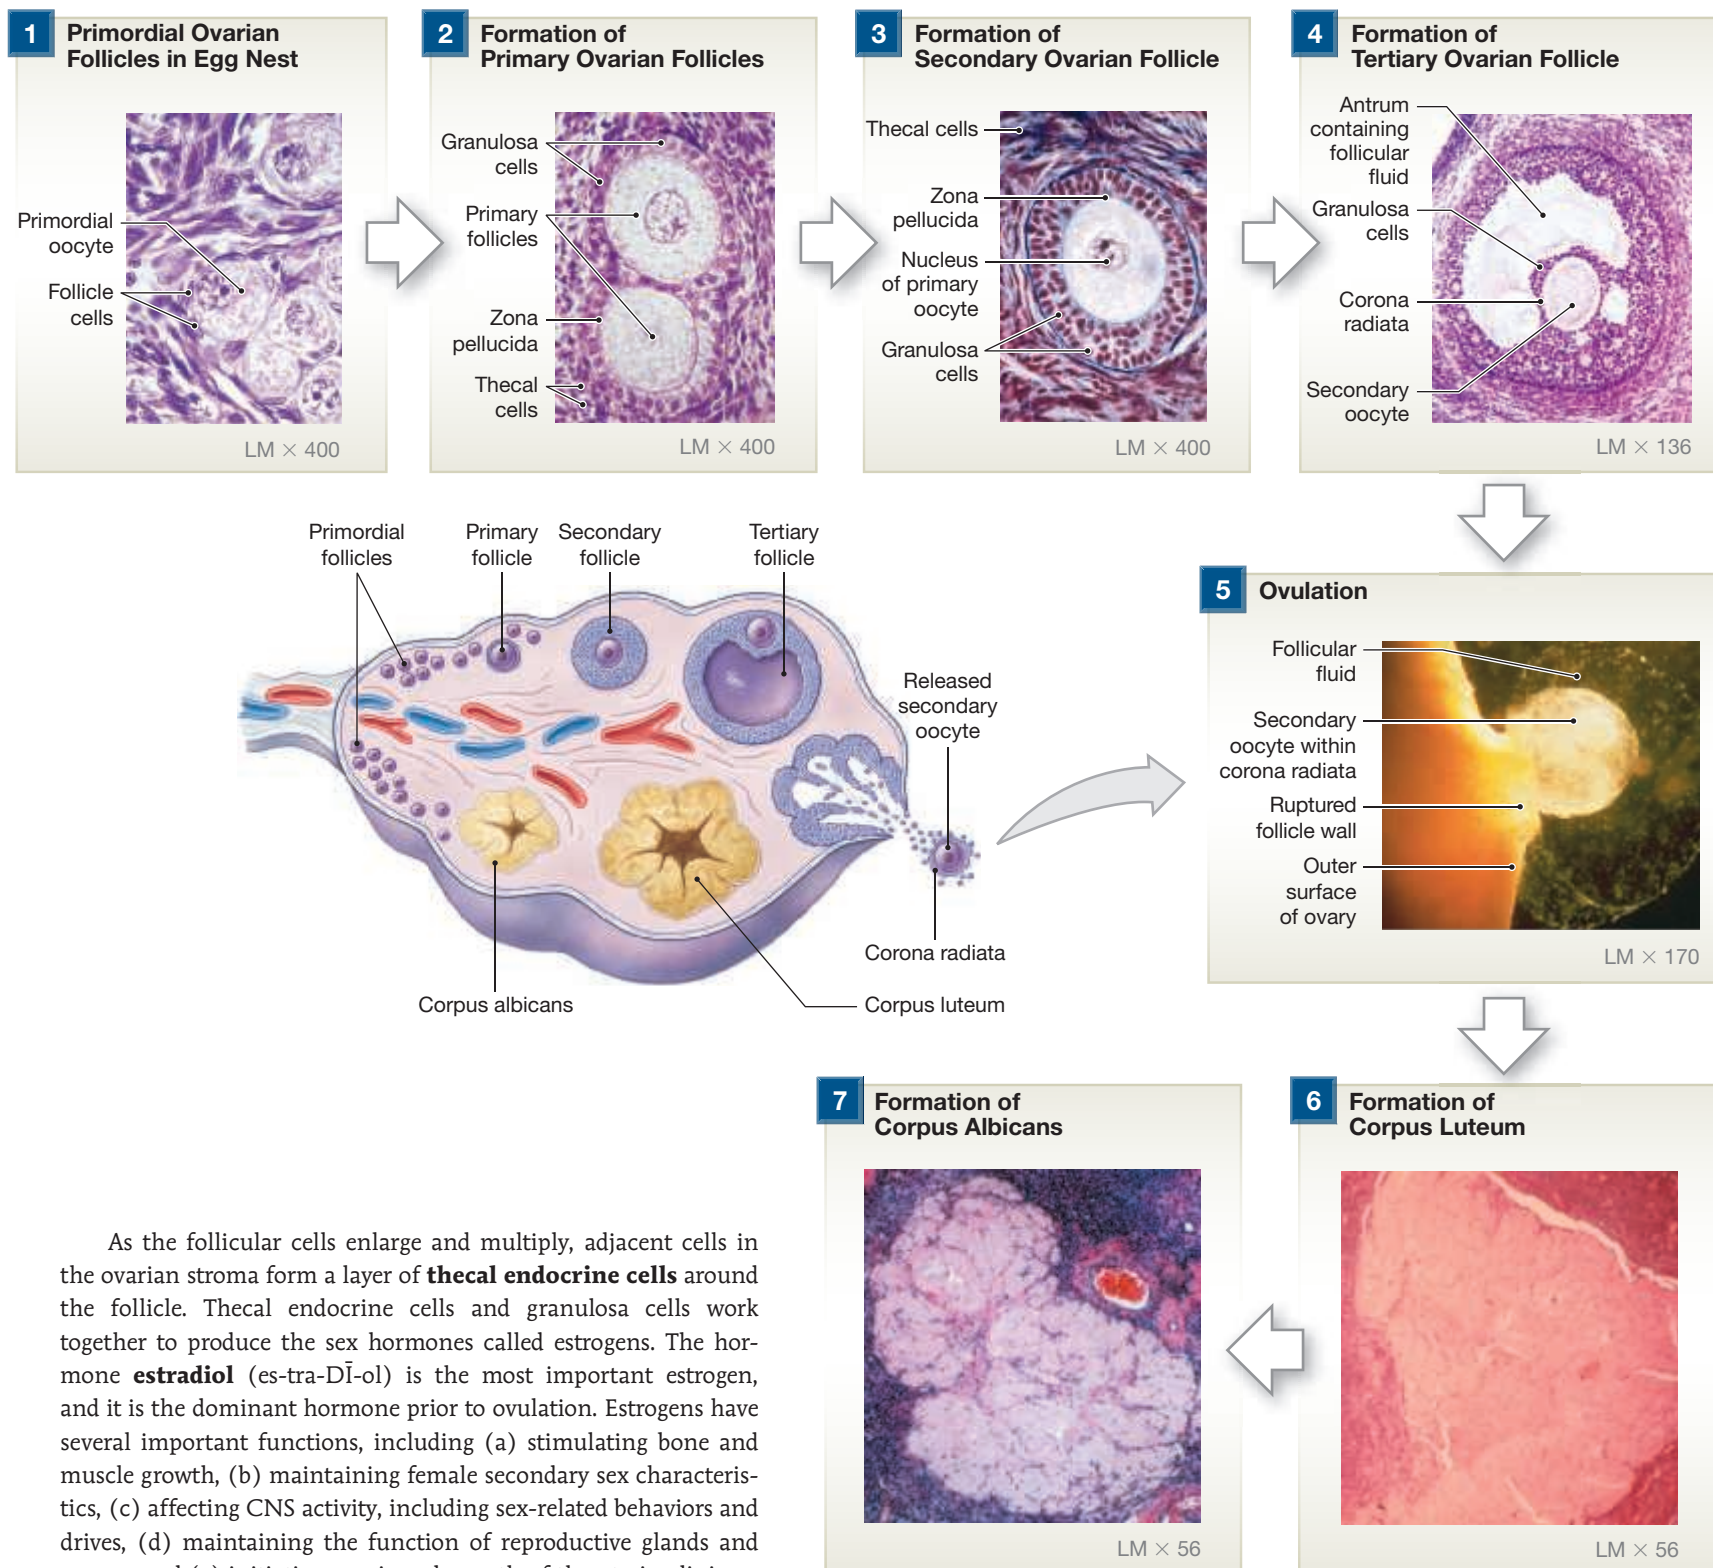 1 Primordial Ovarian
Follicles in Egg Nest
Primordial
oocyte
Follicle
cells
LM × 400
2 Formation of
Primary Ovarian Follicles
Granulosa
cells
Primary
follicles
Zona
pellucida
Thecal
cells
LM × 400
3 Formation of
Secondary Ovarian Follicle
Thecal cells
Zona
pellucida
Nucleus
of primary
oocyte
Granulosa
cells
LM × 400
4 Formation of
Tertiary Ovarian Follicle
Antrum
containing
follicular
fluid
Granulosa
cells
Corona
radiata
Secondary
oocyte
LM × 136
Primordial
follicles
Primary
follicle
Secondary
follicle
Tertiary
follicle
Released
secondary
oocyte
Corona radiata
Corpus luteum
Corpus albicans
5 Ovulation
Follicular
fluid
Secondary
oocyte within
corona radiata
Ruptured
follicle wall
Outer
surface
of ovary
LM × 170
7 Formation of
Corpus Albicans
LM × 56
6 Formation of
Corpus Luteum
LM × 56
As the follicular cells enlarge and multiply, adjacent cells in
the ovarian stroma form a layer of thecal endocrine cells around
the follicle. Thecal endocrine cells and granulosa cells work
together to produce the sex hormones called estrogens. The hor-
mone estradiol (es-tra-DĪ-ol) is the most important estrogen,
and it is the dominant hormone prior to ovulation. Estrogens have
several important functions, including (a) stimulating bone and
muscle growth, (b) maintaining female secondary sex characteris-
tics, (c) affecting CNS activity, including sex-related behaviors and
drives, (d) maintaining the function of reproductive glands and